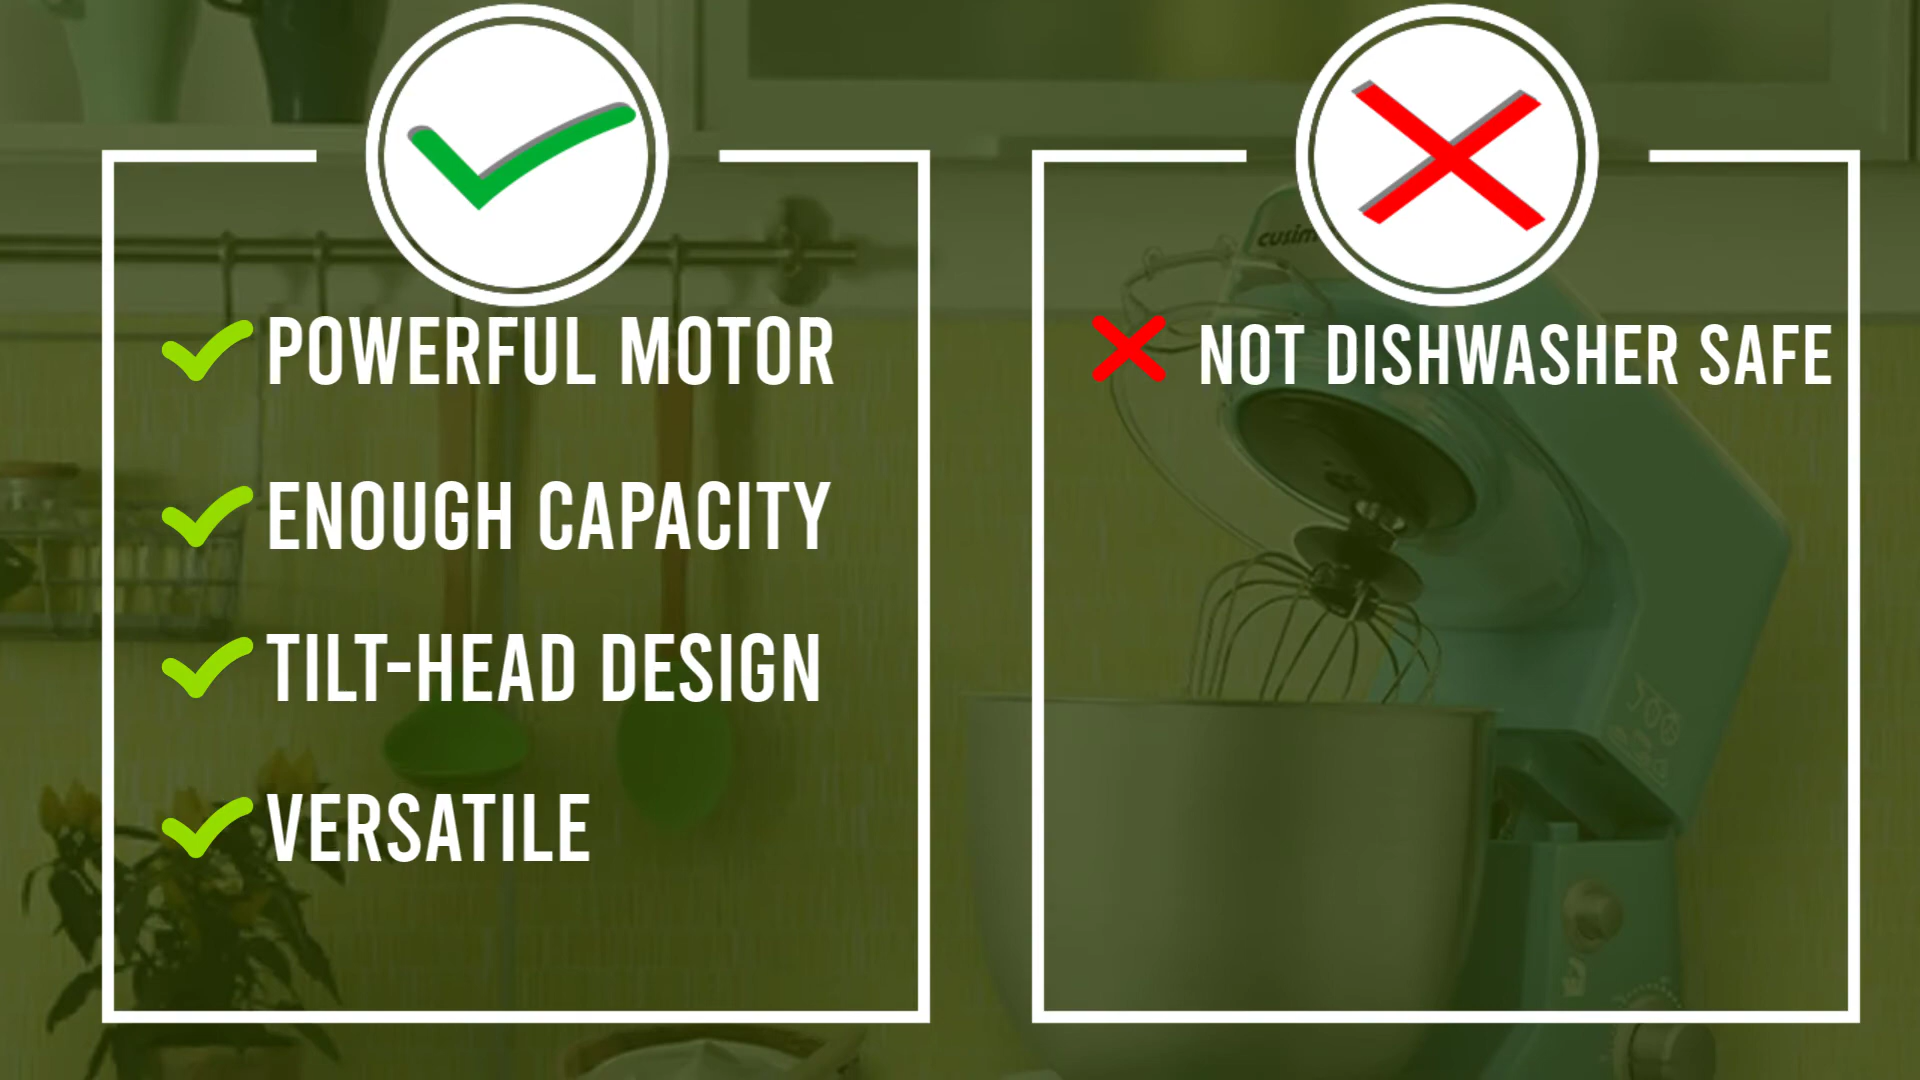 POWERFUL MOTOR
ENOUGH CAPACITY
TILT-HEAD DESIGN
VERSATILE
NOT DISHWASHER SAFE